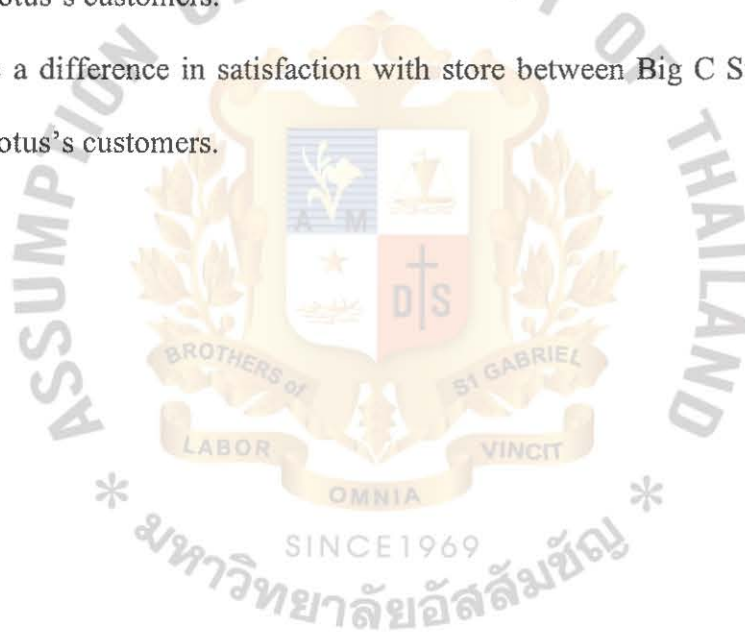 otus's customers.
a difference in satisfaction with store between Big C S
otus's customers.
ASSUMPTION OF THAILAND
A M
D S
BROTHERS of ST GABRIEL
LABOR VINCIT
OMNIA
SINCE1969
* มหาวิทยาลัยอัสสัมชัญ *